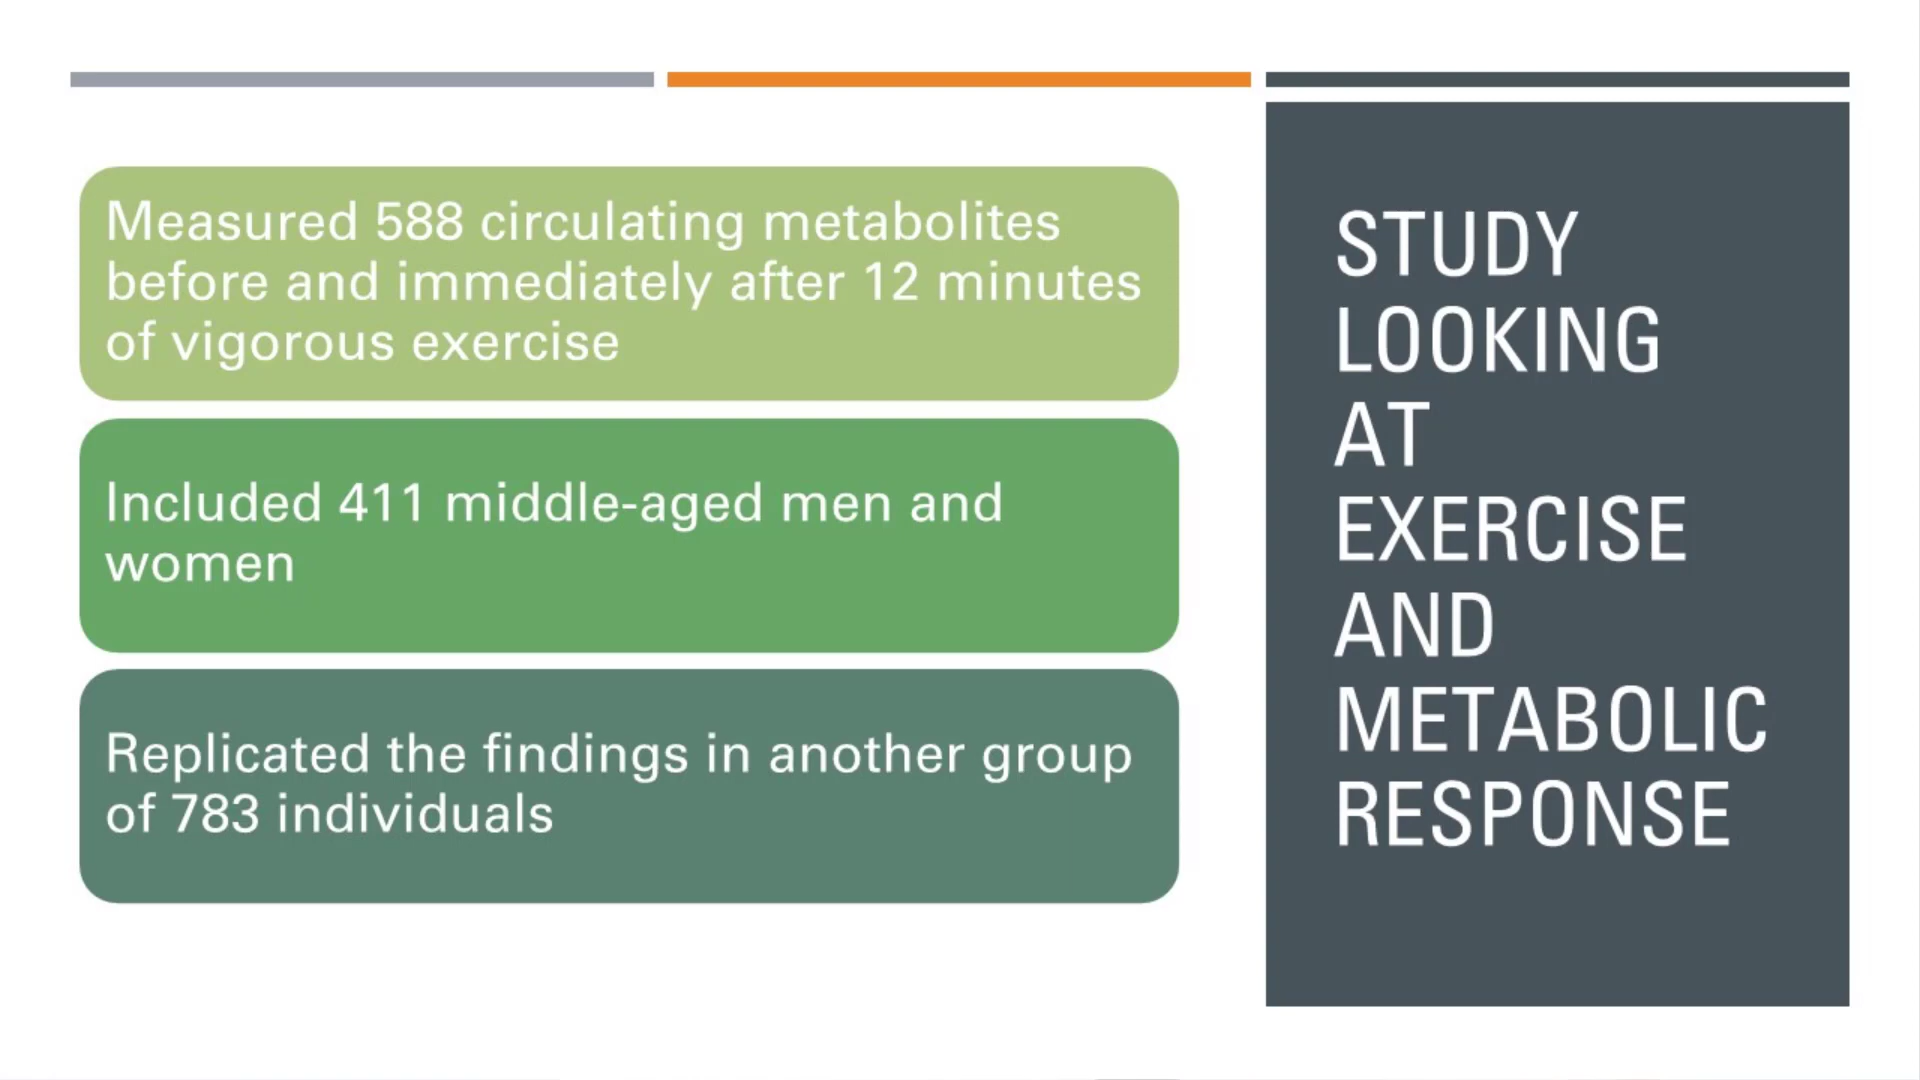 Measured 588 circulating metabolites
before and immediately after 12 minutes
of vigorous exercise
Included 411 middle-aged men and
women
Replicated the findings in another group
of 783 individuals
STUDY
LOOKING
AT
EXERCISE
AND
METABOLIC
RESPONSE